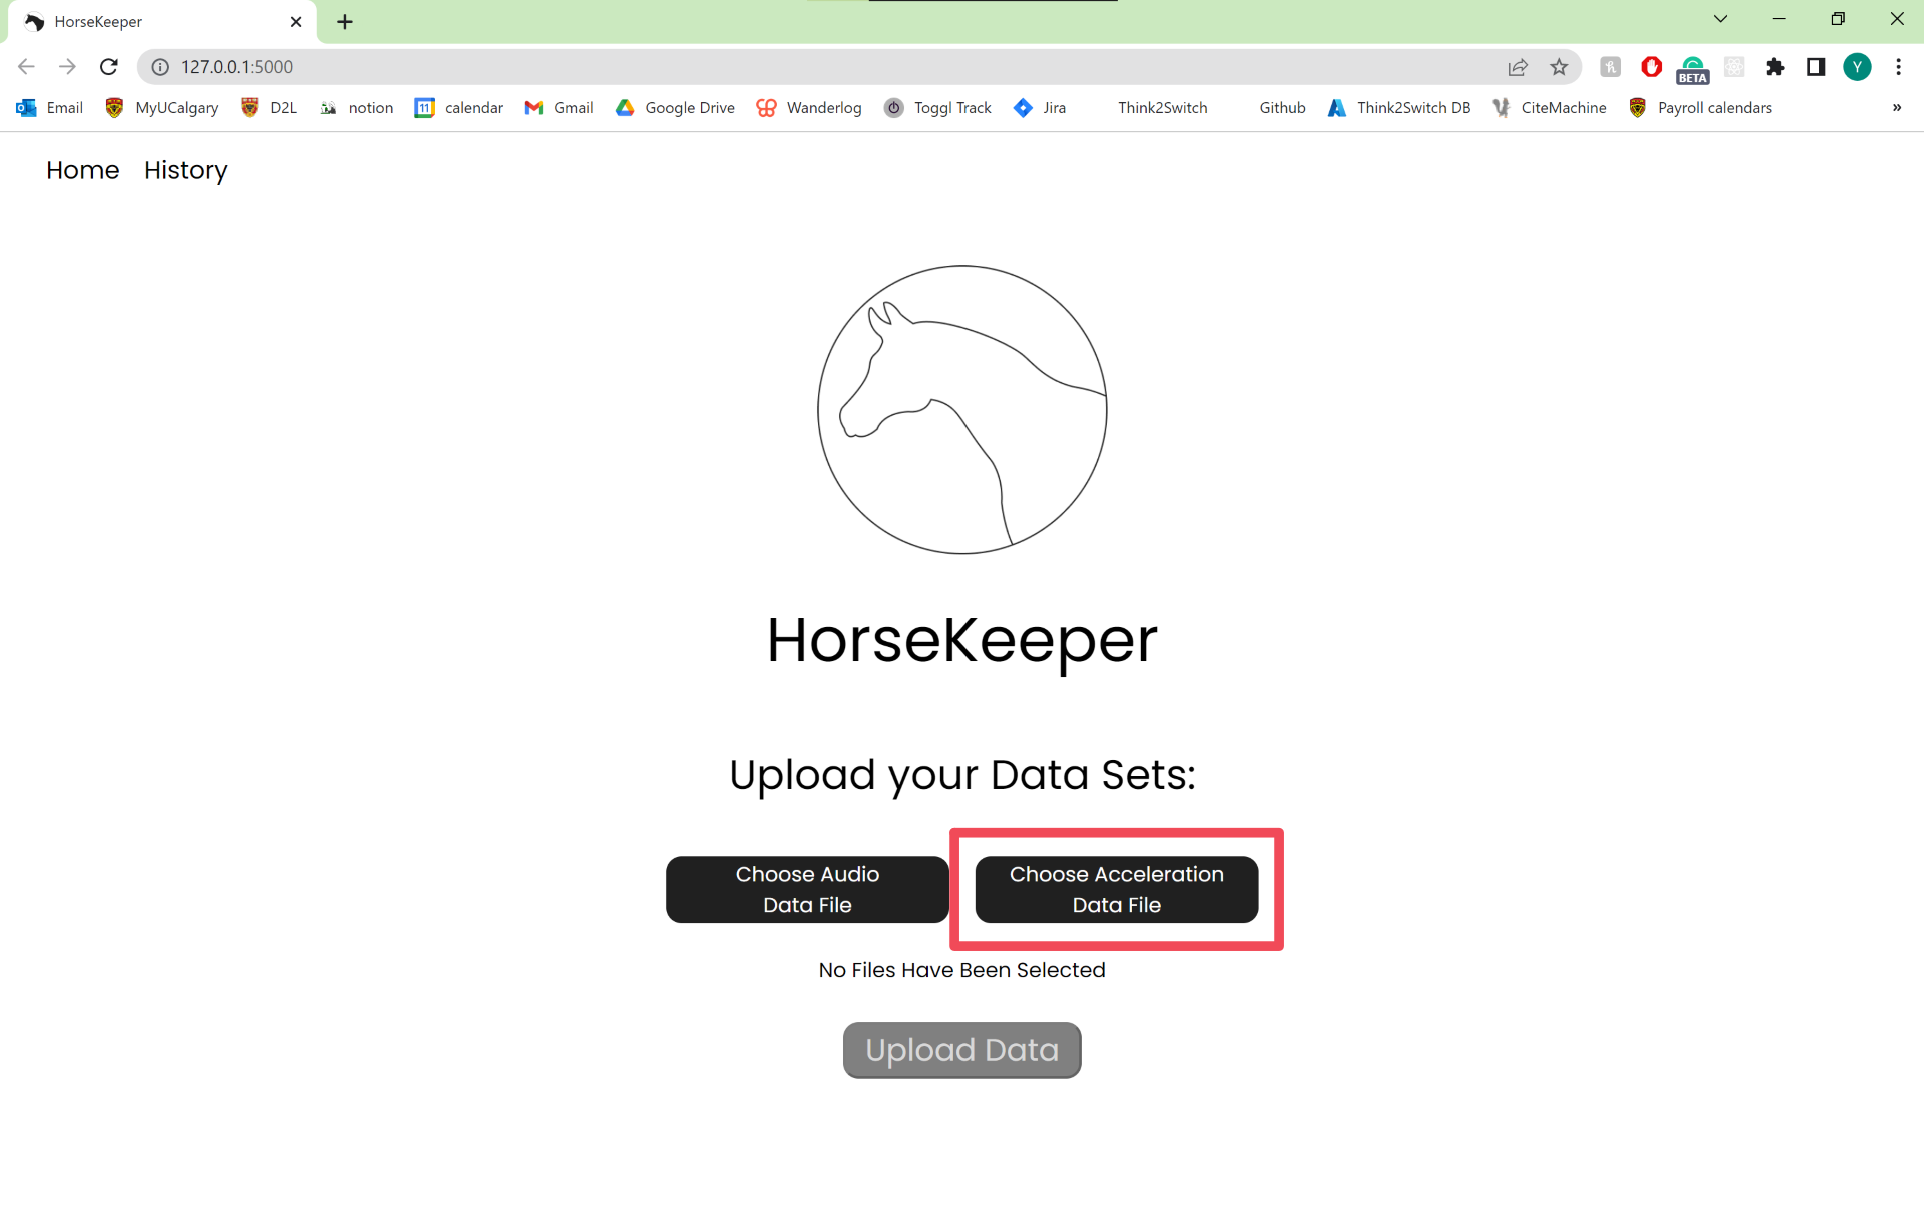 HorseKeeper
127.0.0.1:5000
BETA
Y
Email MyUCalgary D2L notion 11 calendar Gmail Google Drive Wanderlog Toggl Track Jira Think2Switch Github Think2Switch DB CiteMachine Payroll calendars »
Home History
HorseKeeper
Upload your Data Sets:
Choose Audio
Data File
Choose Acceleration
Data File
No Files Have Been Selected
Upload Data